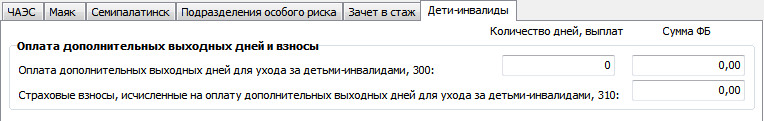 ЧАЭС Маяк Семипалатинск Подразделения особого риска Зачет в стаж Дети-инвалиды
Количество дней, выплат Сумма ФБ
Оплата дополнительных выходных дней и взносы
Оплата дополнительных выходных дней для ухода за детьми-инвалидами, 300: 0 0,00
Страховые взносы, исчисленные на оплату дополнительных выходных дней для ухода за детьми-инвалидами, 310: 0,00